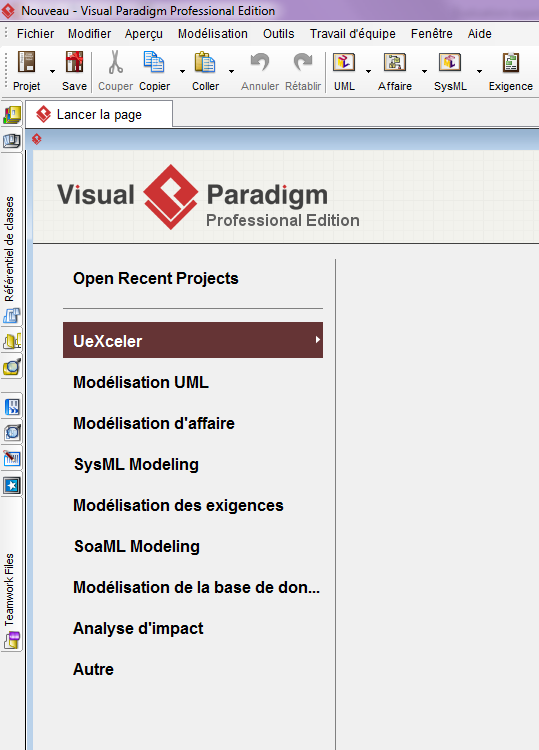 Nouveau - Visual Paradigm Professional Edition
Fichier Modifier Aperçu Modélisation Outils Travail d'équipe Fenêtre Aide
Projet Save Couper Copier Coller Annuler Rétablir UML Affaire SysML Exigence
Lancer la page
Référentiel de classes
Teamwork Files
Visual Paradigm
Professional Edition
Open Recent Projects
UeXceler
Modélisation UML
Modélisation d'affaire
SysML Modeling
Modélisation des exigences
SoaML Modeling
Modélisation de la base de don...
Analyse d'impact
Autre